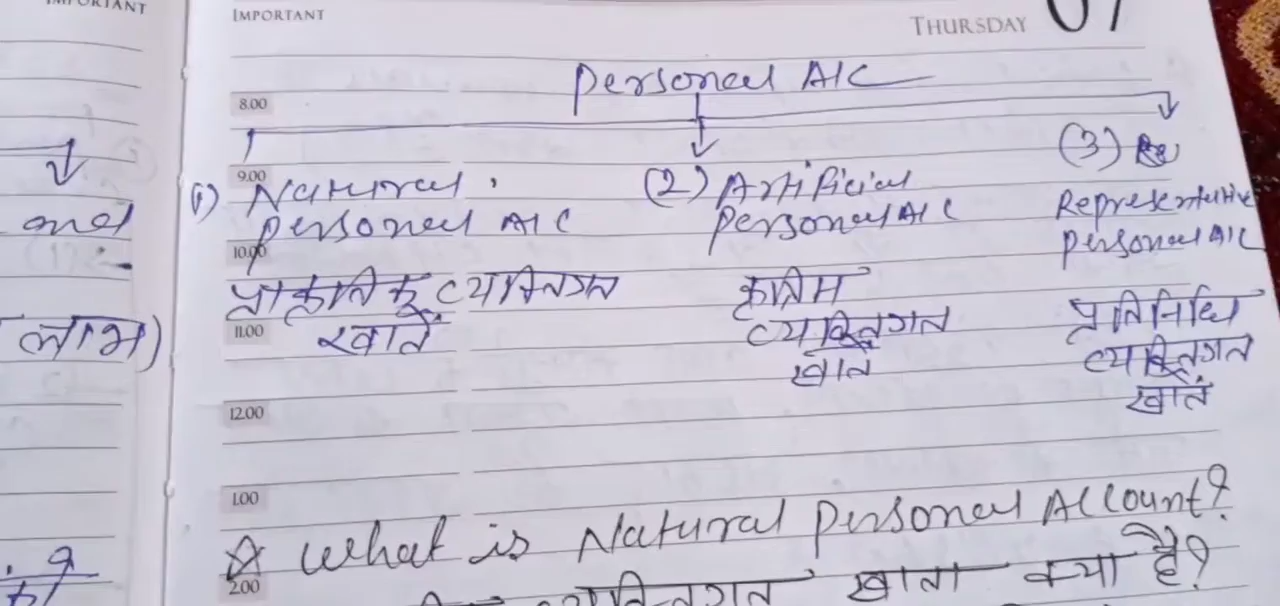 IMPORTANT
IMPORTANT
THURSDAY 07
Personal A/C
8.00
9.00
(1) Natural
Personal A/C
10.00
प्राकृतिक व्यक्तिगत
11.00
खाते
(2) Artificial
Personal A/C
कृत्रिम
व्यक्तिगत
खाते
(3)
Representative
Personal A/C
प्रतिनिधि
व्यक्तिगत
खाते
लाभ)
12.00
1.00
☆ What is Natural Personal Account?
2.00
व्यक्तिगत खाता क्या है?